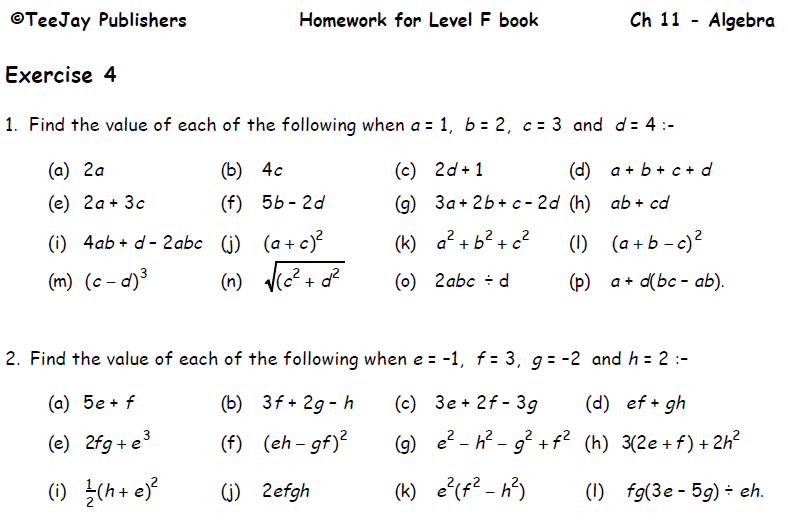 ©TeeJay Publishers Homework for Level F book Ch 11 - Algebra
Exercise 4
1. Find the value of each of the following when a = 1, b = 2, c = 3 and d = 4 :-
(a) 2a (b) 4c (c) 2d + 1 (d) a + b + c + d
(e) 2a + 3c (f) 5b - 2d (g) 3a + 2b + c - 2d (h) ab + cd
(i) 4ab + d - 2abc (j) (a + c)² (k) a² + b² + c² (l) (a + b – c)²
(m) (c – d)³ (n) √(c² + d² (o) 2abc ÷ d (p) a + d(bc – ab).
2. Find the value of each of the following when e = -1, f = 3, g = -2 and h = 2 :-
(a) 5e + f (b) 3f + 2g – h (c) 3e + 2f – 3g (d) ef + gh
(e) 2fg + e³ (f) (eh – gf)² (g) e² – h² – g² + f² (h) 3(2e + f) + 2h²
(i) ½(h + e)² (j) 2efgh (k) e²(f² – h²) (l) fg(3e – 5g) ÷ eh.